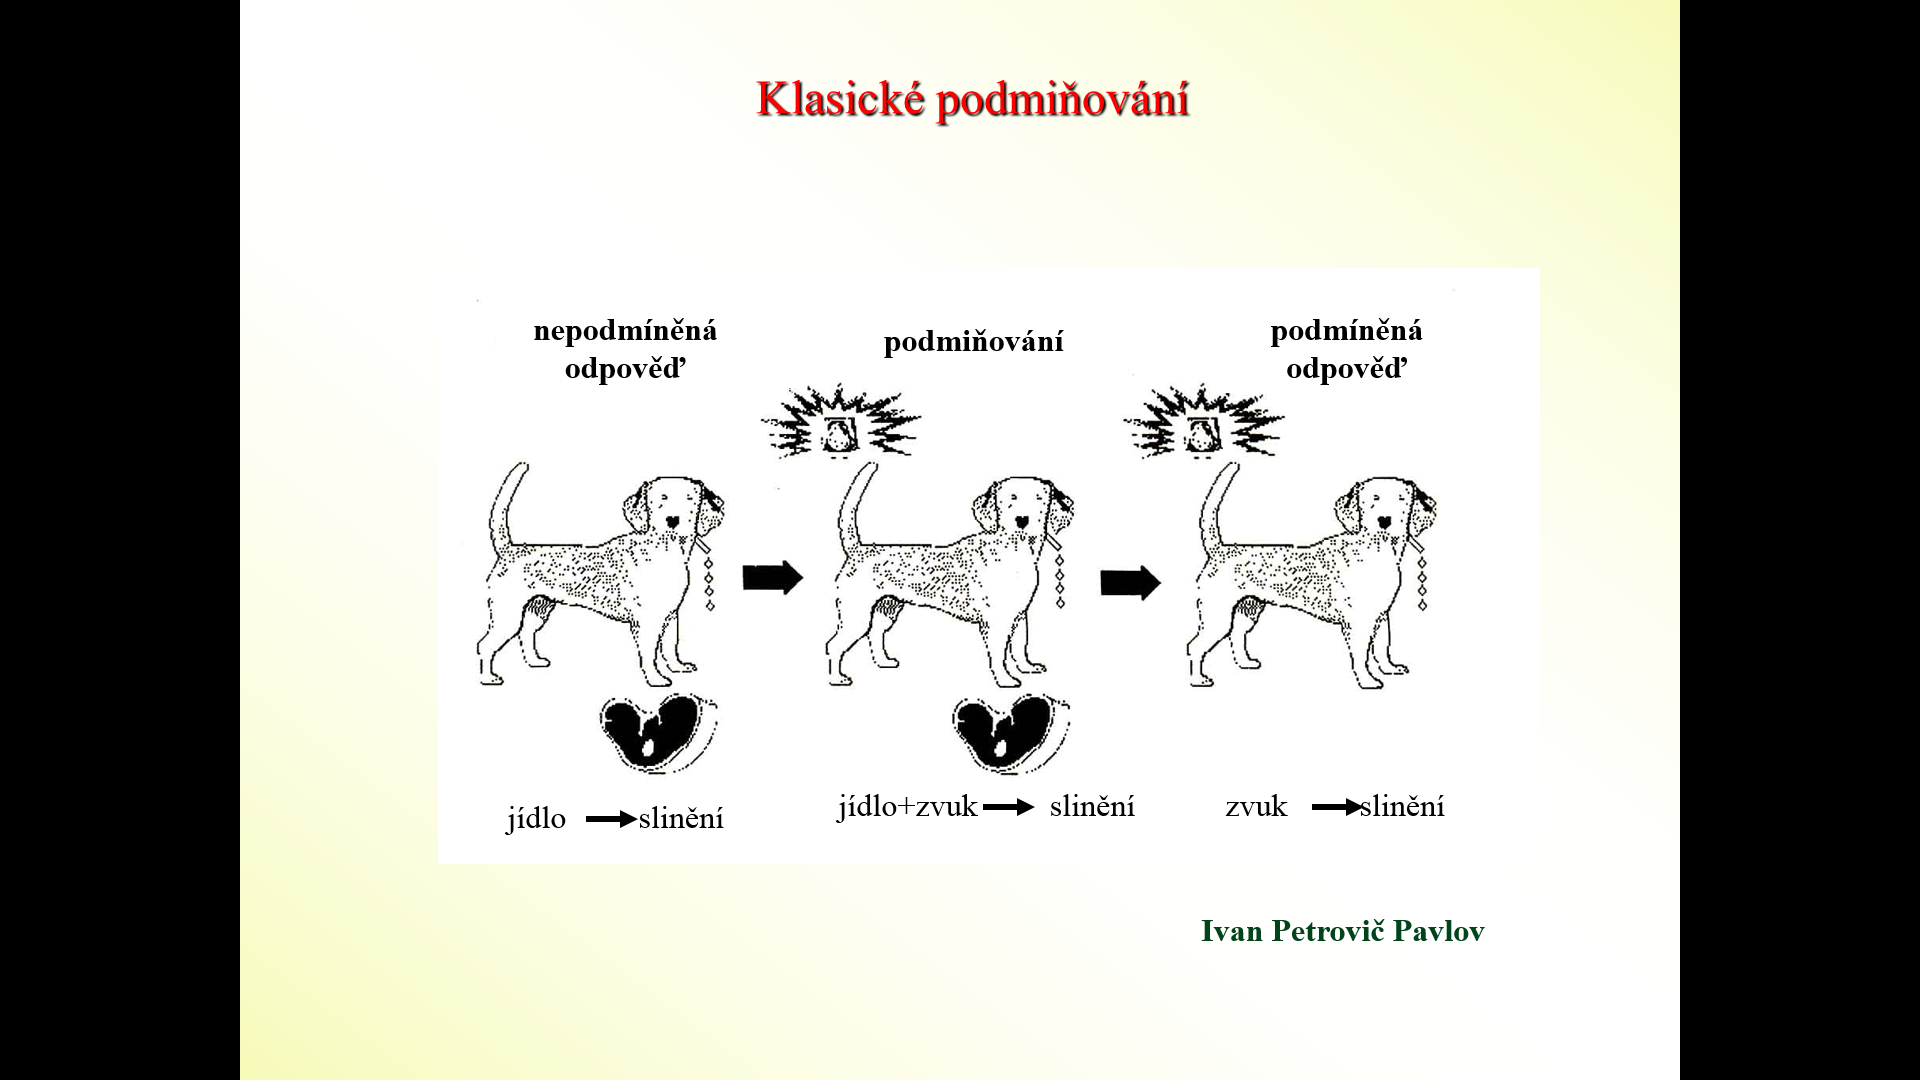 Klasické podmiňování
nepodmíněná
odpověď
podmiňování
podmíněná
odpověď
jídlo slinění
jídlo+zvuk slinění
zvuk slinění
Ivan Petrovič Pavlov